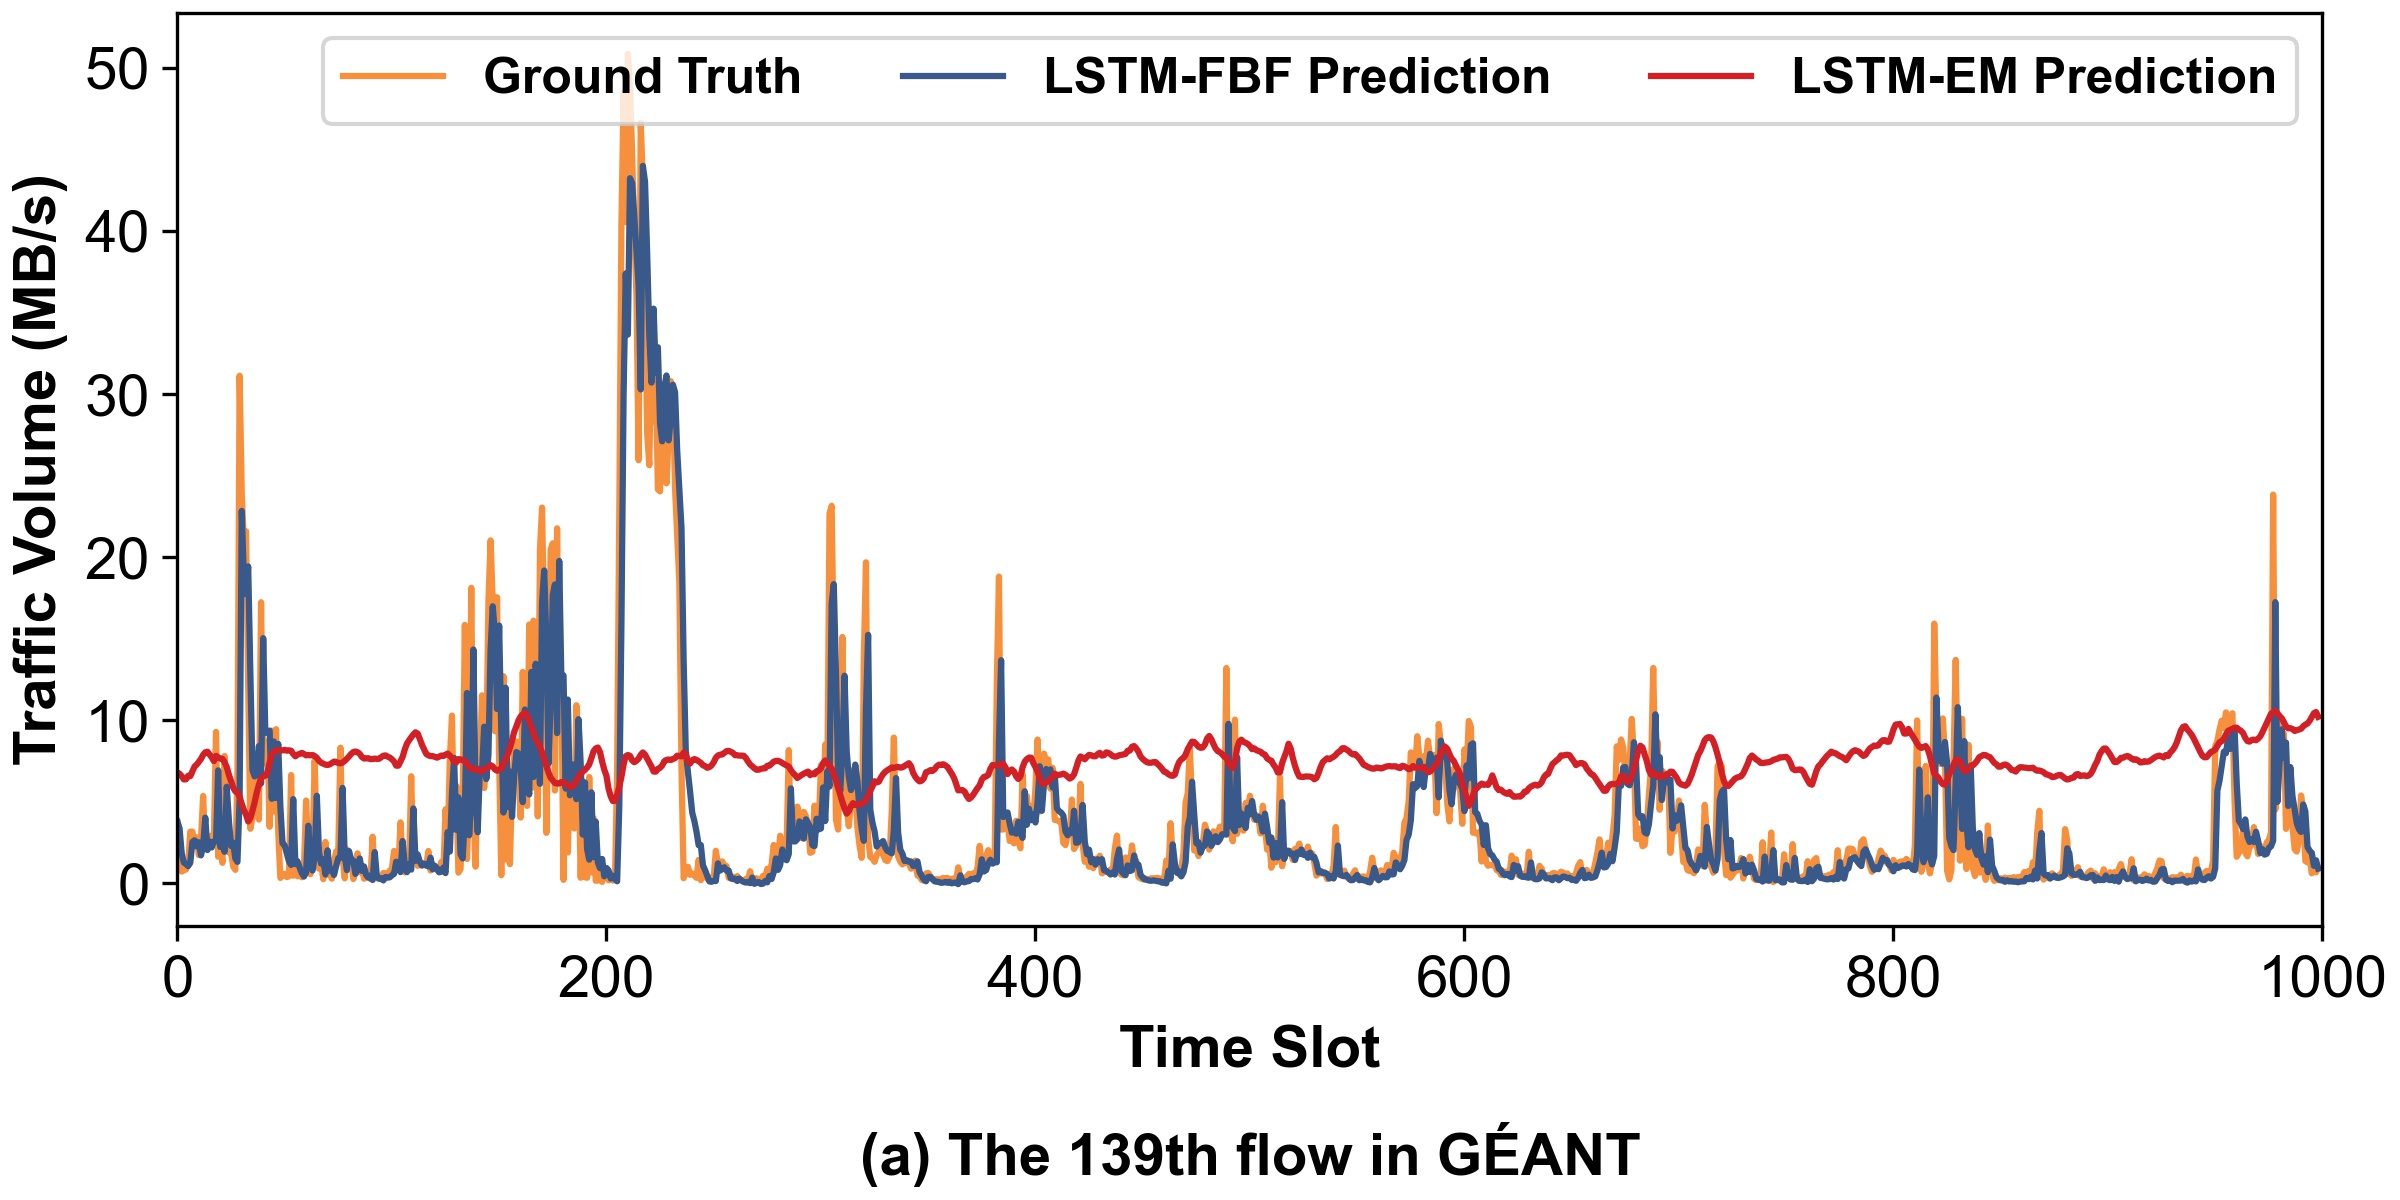 Ground Truth LSTM-FBF Prediction LSTM-EM Prediction
Traffic Volume (MB/s)
50
40
30
20
10
0
0 200 400 600 800 1000
Time Slot
(a) The 139th flow in GÉANT